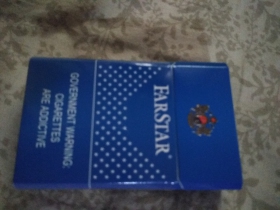 FARSTAR
GOVERNMENT WARNING:
CIGARETTES
ARE ADDICTIVE